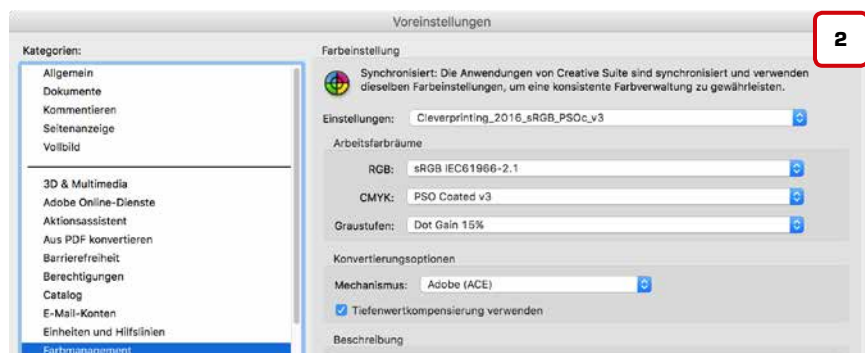 Voreinstellungen
2
Kategorien:
Allgemein
Dokumente
Kommentieren
Seitenanzeige
Vollbild
3D & Multimedia
Adobe Online-Dienste
Aktionsassistent
Aus PDF konvertieren
Barrierefreiheit
Berechtigungen
Catalog
E-Mail-Konten
Einheiten und Hilfslinien
Farbmanagement
Farbeinstellung
Synchronisiert: Die Anwendungen von Creative Suite sind synchronisiert und verwenden
dieselben Farbeinstellungen, um eine konsistente Farbverwaltung zu gewährleisten.
Einstellungen: Cleverprinting_2016_sRGB_PSOc_v3
Arbeitsfarbräume
RGB: sRGB IEC61966-2.1
CMYK: PSO Coated v3
Graustufen: Dot Gain 15%
Konvertierungsoptionen
Mechanismus: Adobe (ACE)
Tiefenwertkompensierung verwenden
Beschreibung